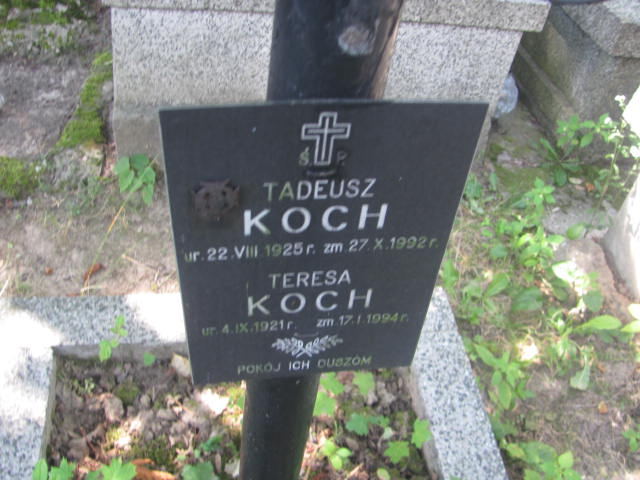 Ś P
TADEUSZ
KOCH
ur. 22.VIII.1925 r. zm. 27.X.1992 r.
TERESA
KOCH
ur. 4.IX.1921 r. zm. 17.I.1994 r.
POKÓJ ICH DUSZOM